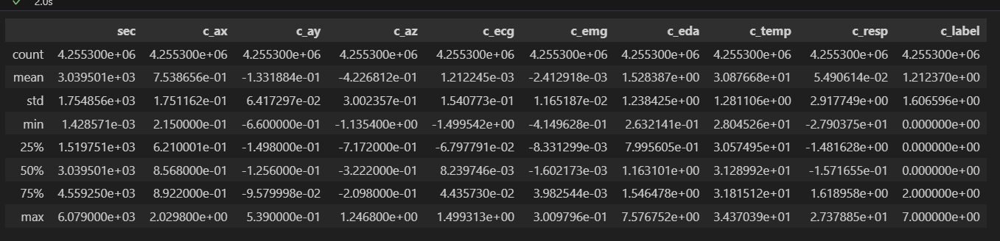 2.0s
sec c_ax c_ay c_az c_ecg c_emg c_eda c_temp c_resp c_label
count 4.255300e+06 4.255300e+06 4.255300e+06 4.255300e+06 4.255300e+06 4.255300e+06 4.255300e+06 4.255300e+06 4.255300e+06 4.255300e+06
mean 3.039501e+03 7.538656e-01 -1.331884e-01 -4.226812e-01 1.212245e-03 -2.412918e-03 1.528387e+00 3.087668e+01 5.490614e-02 1.212370e+00
std 1.754856e+03 1.751162e-01 6.417297e-02 3.002357e-01 1.540773e-01 1.165187e-02 1.238425e+00 1.281106e+00 2.917749e+00 1.606596e+00
min 1.428571e-03 2.150000e-01 -6.600000e-01 -1.135400e+00 -1.499542e+00 -4.149628e-01 2.632141e-01 2.804526e+01 -2.790375e+01 0.000000e+00
25% 1.519751e+03 6.210001e-01 -1.498000e-01 -7.172000e-01 -6.797791e-02 -8.331299e-03 7.995605e-01 3.057495e+01 -1.481628e+00 0.000000e+00
50% 3.039501e+03 8.568000e-01 -1.256000e-01 -3.222000e-01 8.239746e-03 -1.602173e-03 1.163101e+00 3.128992e+01 -1.571655e-01 0.000000e+00
75% 4.559250e+03 8.922000e-01 -9.579998e-02 -2.098000e-01 4.435730e-02 3.982544e-03 1.546478e+00 3.181512e+01 1.618958e+00 2.000000e+00
max 6.079000e+03 2.029800e+00 5.390000e-01 1.246800e+00 1.499313e+00 3.009796e-01 7.576752e+00 3.437039e+01 2.737885e+01 7.000000e+00